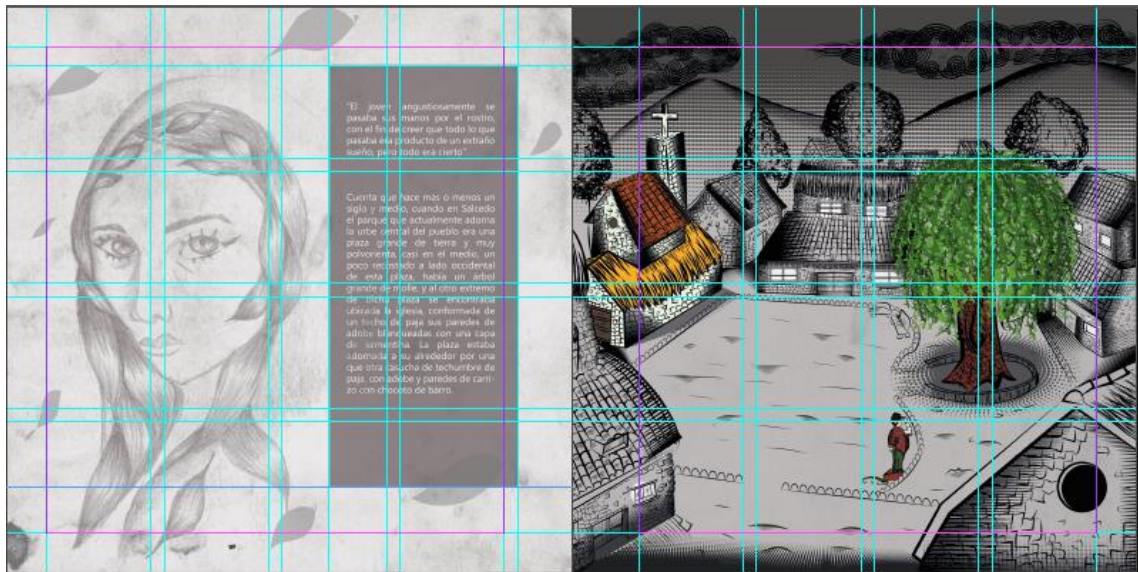 "El joven angustiosamente se
pasaba sus manos por el rostro,
con el fin de creer que todo lo que
pasaba era producto de un extraño
sueño, pero todo era cierto"
Cuenta que hace más o menos un
siglo y medio, cuando en Salcedo
el parque que actualmente adorna
la urbe central del pueblo era una
plaza grande de tierra y muy
polvorienta, casi en el medio, un
poco recostado a lado occidental
de esta plaza, había un árbol
grande de molle, y al otro extremo
de dicha plaza se encontraba
ubicada la iglesia, conformada de
un techo de paja sus paredes de
adobe blanqueadas con una capa
de
La plaza estaba
adornada a su alrededor por una
que otra casucha de techumbre de
paja, con adobe y paredes de carri-
zo con chocoto de barro.